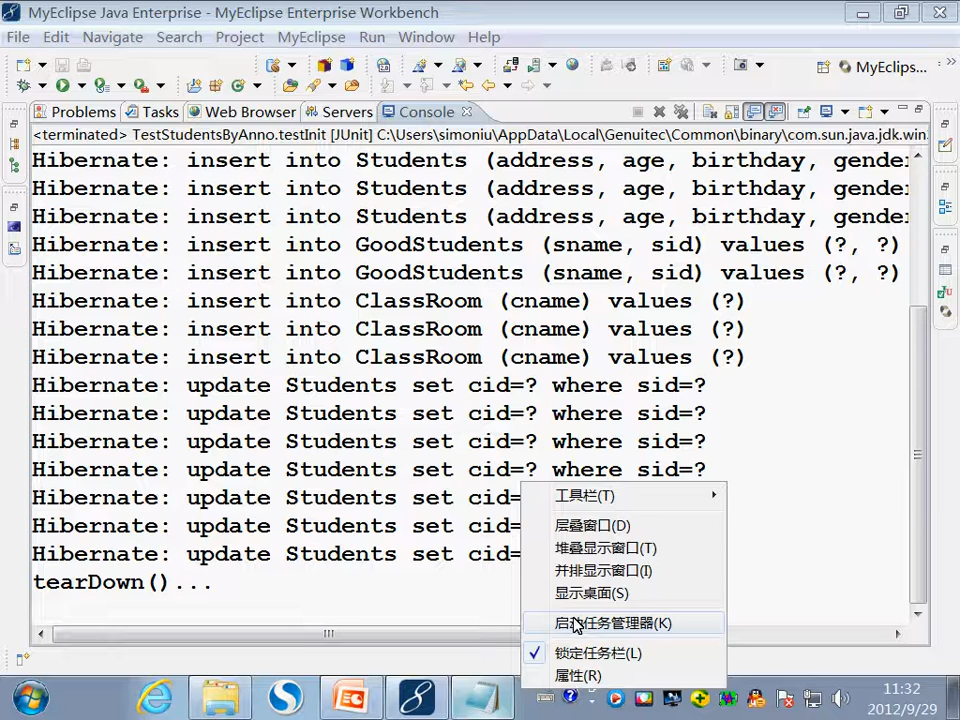 MyEclipse Java Enterprise - MyEclipse Enterprise Workbench
File Edit Navigate Search Project MyEclipse Run Window Help
MyEclips...
Problems Tasks Web Browser Servers Console
<terminated> TestStudentsByAnno.testInit [JUnit] C:\Users\simoniu\AppData\Local\Genuitec\Common\binary\com.sun.java.jdk.win
Hibernate: insert into Students (address, age, birthday, gender
Hibernate: insert into Students (address, age, birthday, gender
Hibernate: insert into Students (address, age, birthday, gender
Hibernate: insert into GoodStudents (sname, sid) values (?, ?)
Hibernate: insert into GoodStudents (sname, sid) values (?, ?)
Hibernate: insert into ClassRoom (cname) values (?)
Hibernate: insert into ClassRoom (cname) values (?)
Hibernate: insert into ClassRoom (cname) values (?)
Hibernate: update Students set cid=? where sid=?
Hibernate: update Students set cid=? where sid=?
Hibernate: update Students set cid=? where sid=?
Hibernate: update Students set cid=? where sid=?
Hibernate: update Students set cid=
Hibernate: update Students set cid=
Hibernate: update Students set cid=
tearDown()...
工具栏(T)
层叠窗口(D)
堆叠显示窗口(T)
并排显示窗口(I)
显示桌面(S)
启动任务管理器(K)
锁定任务栏(L)
属性(R)
11:32
2012/9/29